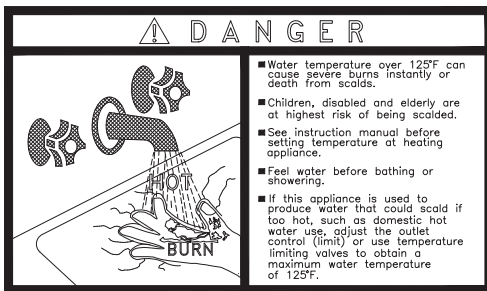 DANGER
HOT
BURN
Water temperature over 125°F can
cause severe burns instantly or
death from scalds.
Children, disabled and elderly are
at highest risk of being scalded.
See instruction manual before
setting temperature at heating
appliance.
Feel water before bathing or
showering.
If this appliance is used to
produce water that could scald if
too hot, such as domestic hot
water use, adjust the outlet
control (limit) or use temperature
limiting valves to obtain a
maximum water temperature
of 125°F.